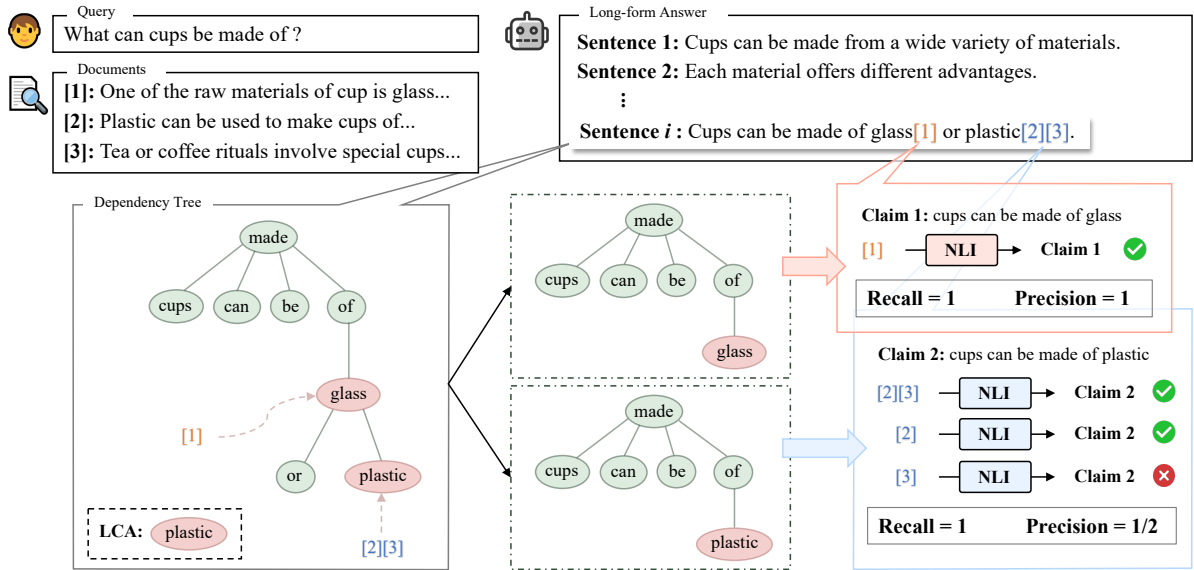 Query
What can cups be made of ?
Documents
[1]: One of the raw materials of cup is glass...
[2]: Plastic can be used to make cups of...
[3]: Tea or coffee rituals involve special cups...
Long-form Answer
Sentence 1: Cups can be made from a wide variety of materials.
Sentence 2: Each material offers different advantages.
⋮
Sentence i : Cups can be made of glass[1] or plastic[2][3].
Dependency Tree
made
cups can be of
glass
[1]
or plastic
LCA: plastic
[2][3]
made
cups can be of
glass
made
cups can be of
plastic
Claim 1: cups can be made of glass
[1] NLI Claim 1
Recall = 1 Precision = 1
Claim 2: cups can be made of plastic
[2][3] NLI Claim 2
[2] NLI Claim 2
[3] NLI Claim 2
Recall = 1 Precision = 1/2